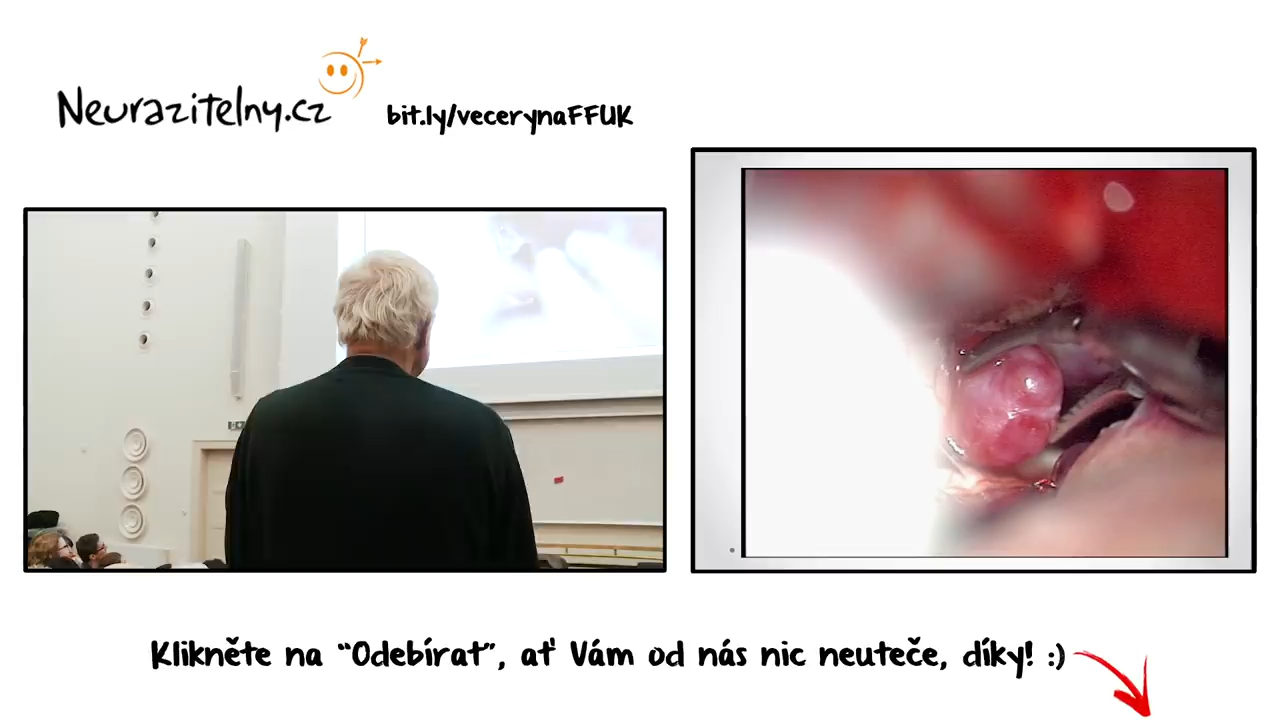 Neurazitelny.cz
bit.ly/vecerynaFFUK
Klikněte na “Odebírat”, ať Vám od nás nic neuteče, díky! :)